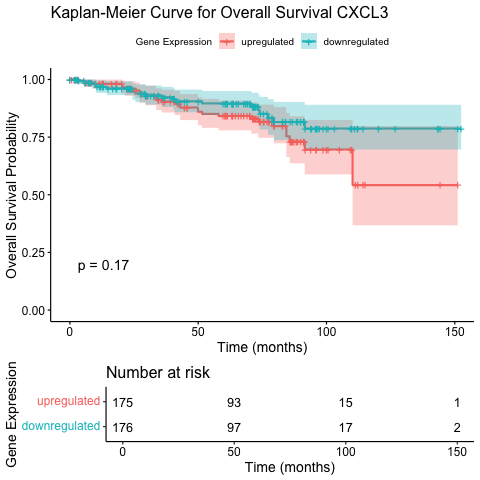 Kaplan-Meier Curve for Overall Survival CXCL3
Gene Expression upregulated downregulated
Overall Survival Probability
1.00
0.75
0.50
0.25
0.00
p = 0.17
0 50 100 150
Time (months)
Number at risk
Gene Expression
upregulated 175 93 15 1
downregulated 176 97 17 2
0 50 100 150
Time (months)